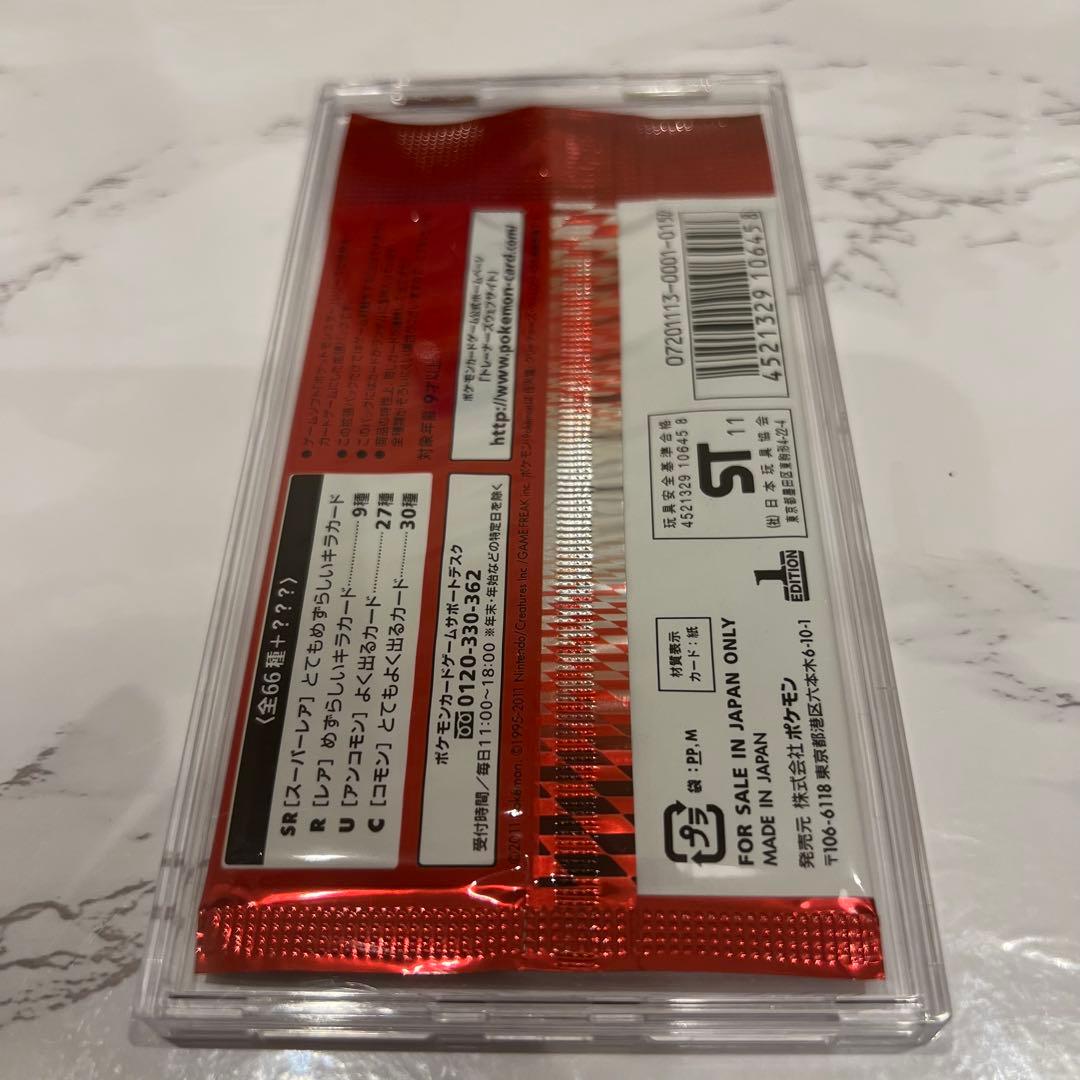 〈全66種＋???〉
SR［スーパーレア］とてもめずらしいキラカード
R［レア］めずらしいキラカード…………9種
U［アンコモン］よく出るカード…………27種
C［コモン］とてもよく出るカード…………30種
対象年齢 9才以上
ポケモンカードゲームサポートデスク
0120-330-362
受付時間／毎日11:00～18:00 ※年末・年始などの特定日を除く
ポケモンカードゲーム公式ホームページ
「トレーナーズウェブサイト」
http://www.pokemon-card.com/
©2011 Pokémon. ©1995-2011 Nintendo/Creatures Inc./GAME FREAK inc.
プラ
袋：PP,M
材質表示
カード：紙
FOR SALE IN JAPAN ONLY
MADE IN JAPAN
発売元 株式会社ポケモン
〒106-6118 東京都港区六本木6-10-1
1
EDITION
玩具安全基準合格
4521329 10645 8
ST 11
(社)日本玩具協会
東京都墨田区東駒形4-22-4
07201113-0001-0150
4521329106458